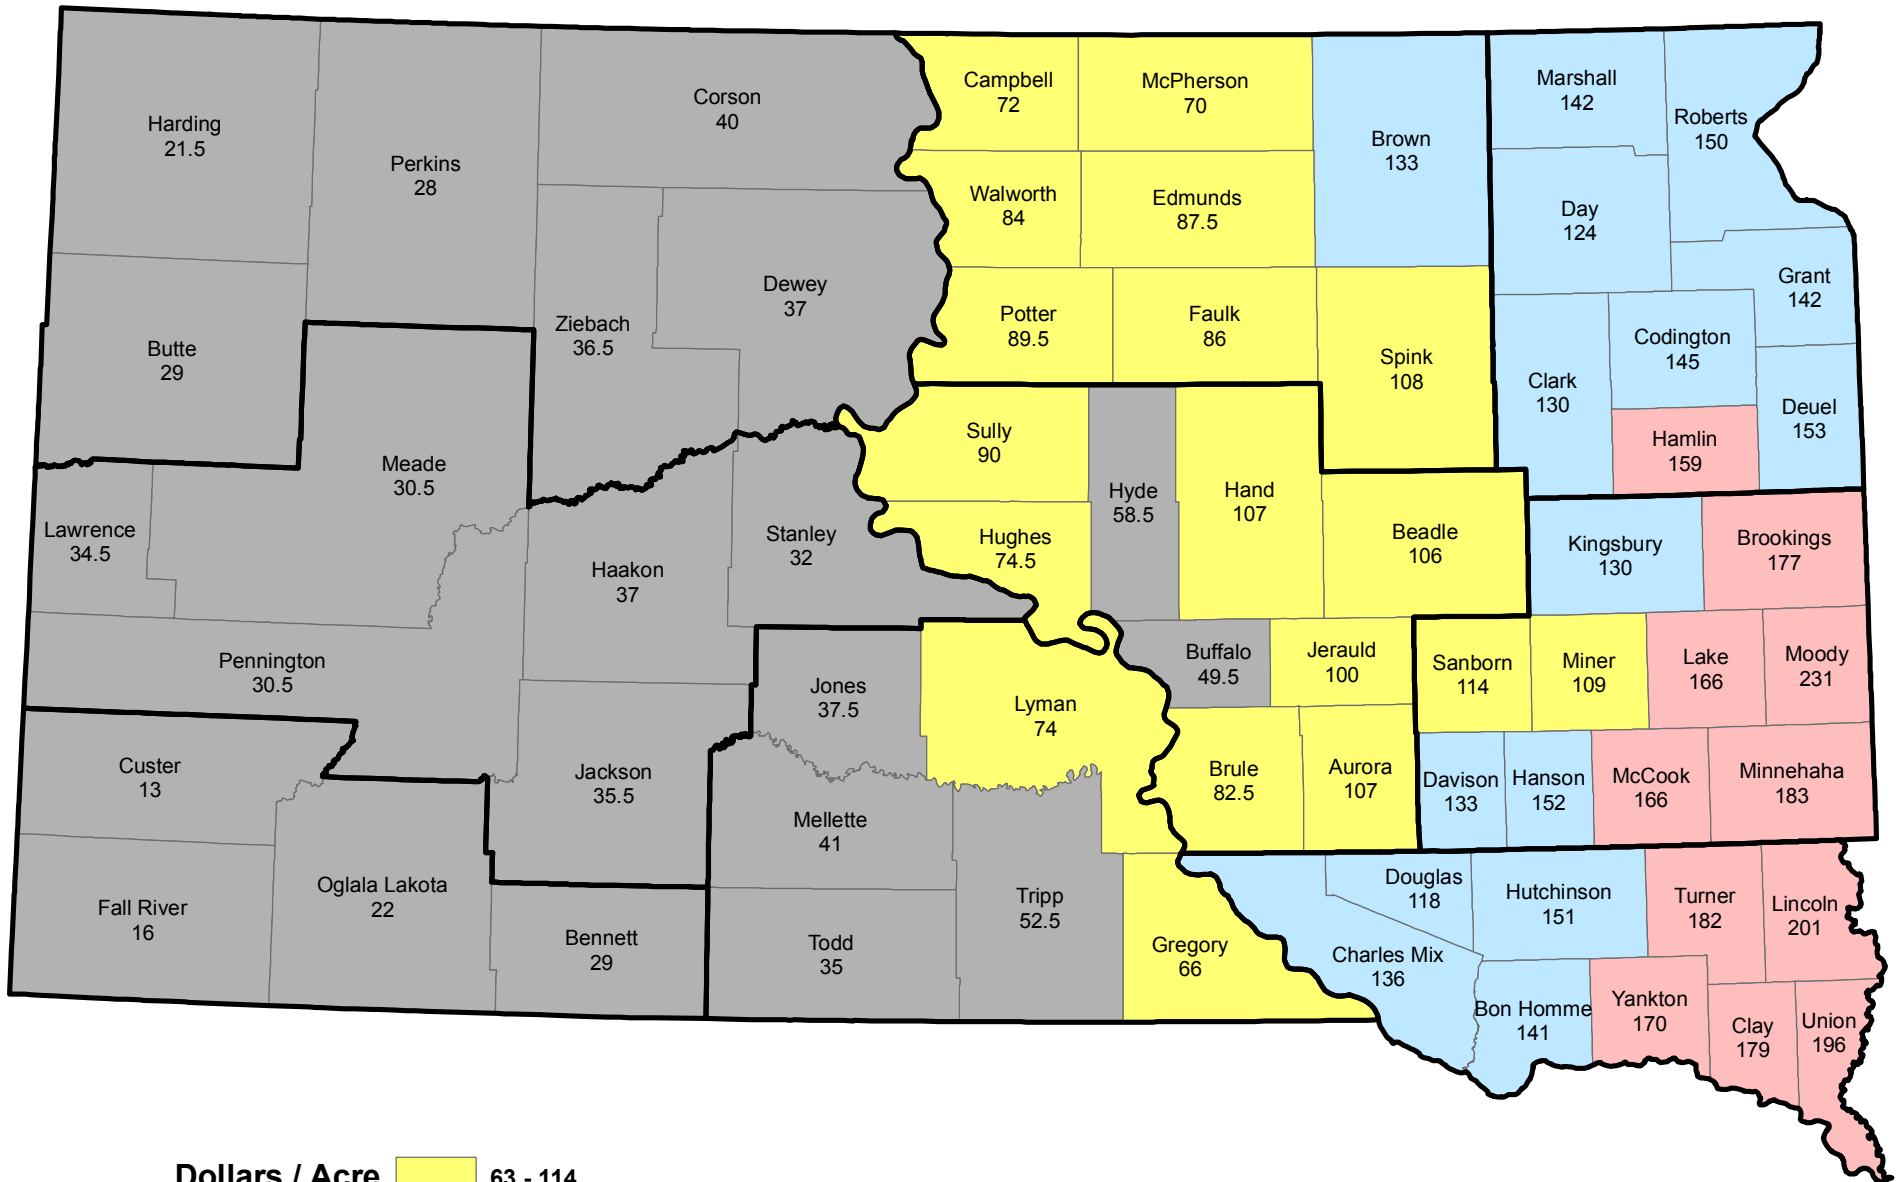 Harding
21.5
Perkins
28
Corson
40
Campbell
72
McPherson
70
Brown
133
Marshall
142
Roberts
150
Walworth
84
Edmunds
87.5
Day
124
Butte
29
Ziebach
36.5
Dewey
37
Potter
89.5
Faulk
86
Spink
108
Grant
142
Codington
145
Clark
130
Deuel
153
Hamlin
159
Meade
30.5
Sully
90
Hyde
58.5
Hand
107
Beadle
106
Lawrence
34.5
Haakon
37
Stanley
32
Hughes
74.5
Kingsbury
130
Brookings
177
Pennington
30.5
Jones
37.5
Lyman
74
Buffalo
49.5
Jerauld
100
Sanborn
114
Miner
109
Lake
166
Moody
231
Custer
13
Jackson
35.5
Mellette
41
Brule
82.5
Aurora
107
Davison
133
Hanson
152
McCook
166
Minnehaha
183
Fall River
16
Oglala Lakota
22
Bennett
29
Todd
35
Tripp
52.5
Gregory
66
Charles Mix
136
Douglas
118
Hutchinson
151
Turner
182
Lincoln
201
Bon Homme
141
Yankton
170
Clay
179
Union
196
Dollars / Acre
63 - 114